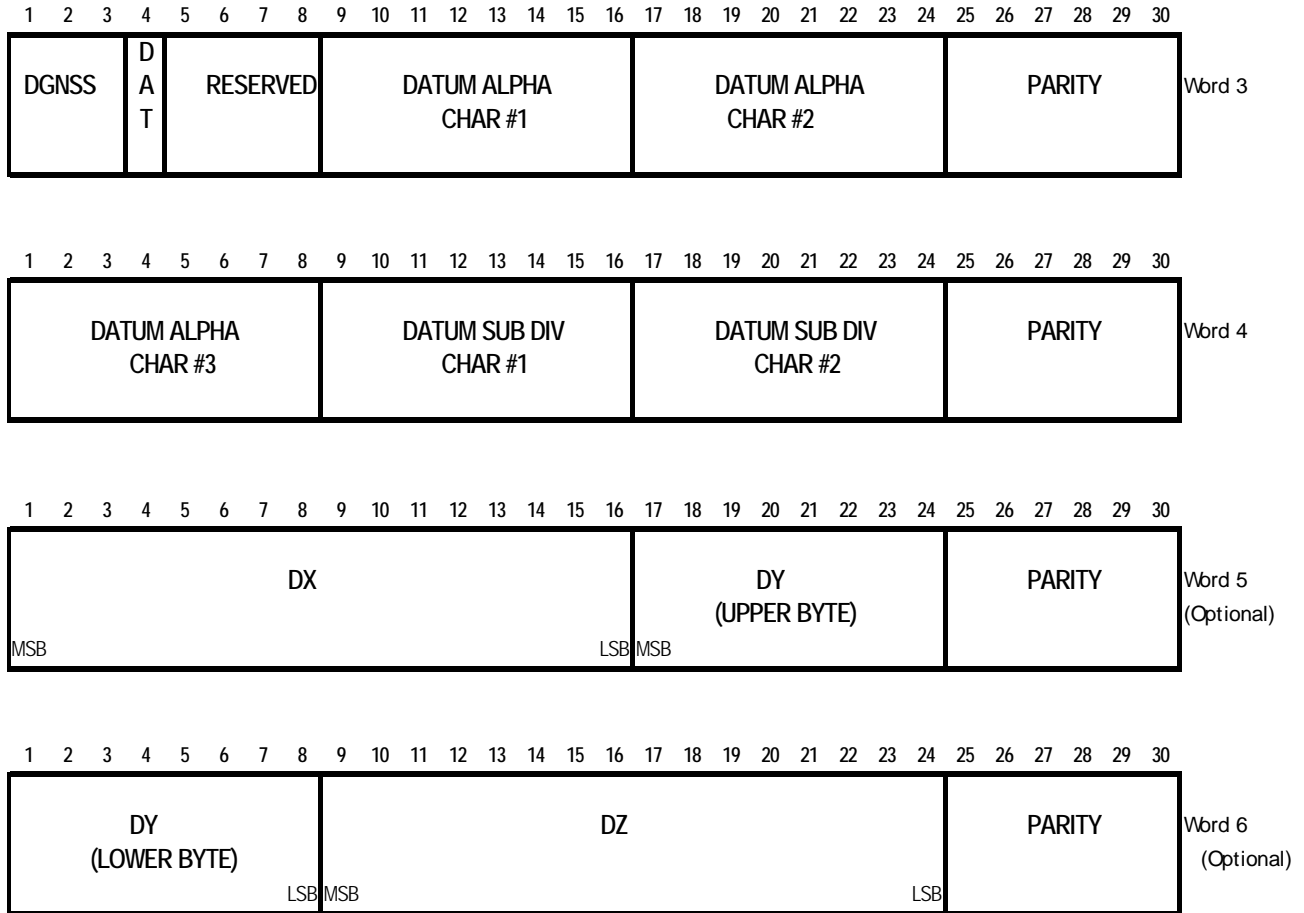 1 2 3 4 5 6 7 8 9 10 11 12 13 14 15 16 17 18 19 20 21 22 23 24 25 26 27 28 29 30
DGNSS
D
A
T
RESERVED
DATUM ALPHA
CHAR #1
DATUM ALPHA
CHAR #2
PARITY
Word 3
1 2 3 4 5 6 7 8 9 10 11 12 13 14 15 16 17 18 19 20 21 22 23 24 25 26 27 28 29 30
DATUM ALPHA
CHAR #3
DATUM SUB DIV
CHAR #1
DATUM SUB DIV
CHAR #2
PARITY
Word 4
1 2 3 4 5 6 7 8 9 10 11 12 13 14 15 16 17 18 19 20 21 22 23 24 25 26 27 28 29 30
DX
MSB
LSB
DY
(UPPER BYTE)
MSB
PARITY
Word 5
(Optional)
1 2 3 4 5 6 7 8 9 10 11 12 13 14 15 16 17 18 19 20 21 22 23 24 25 26 27 28 29 30
DY
(LOWER BYTE)
LSB
DZ
MSB
LSB
PARITY
Word 6
(Optional)